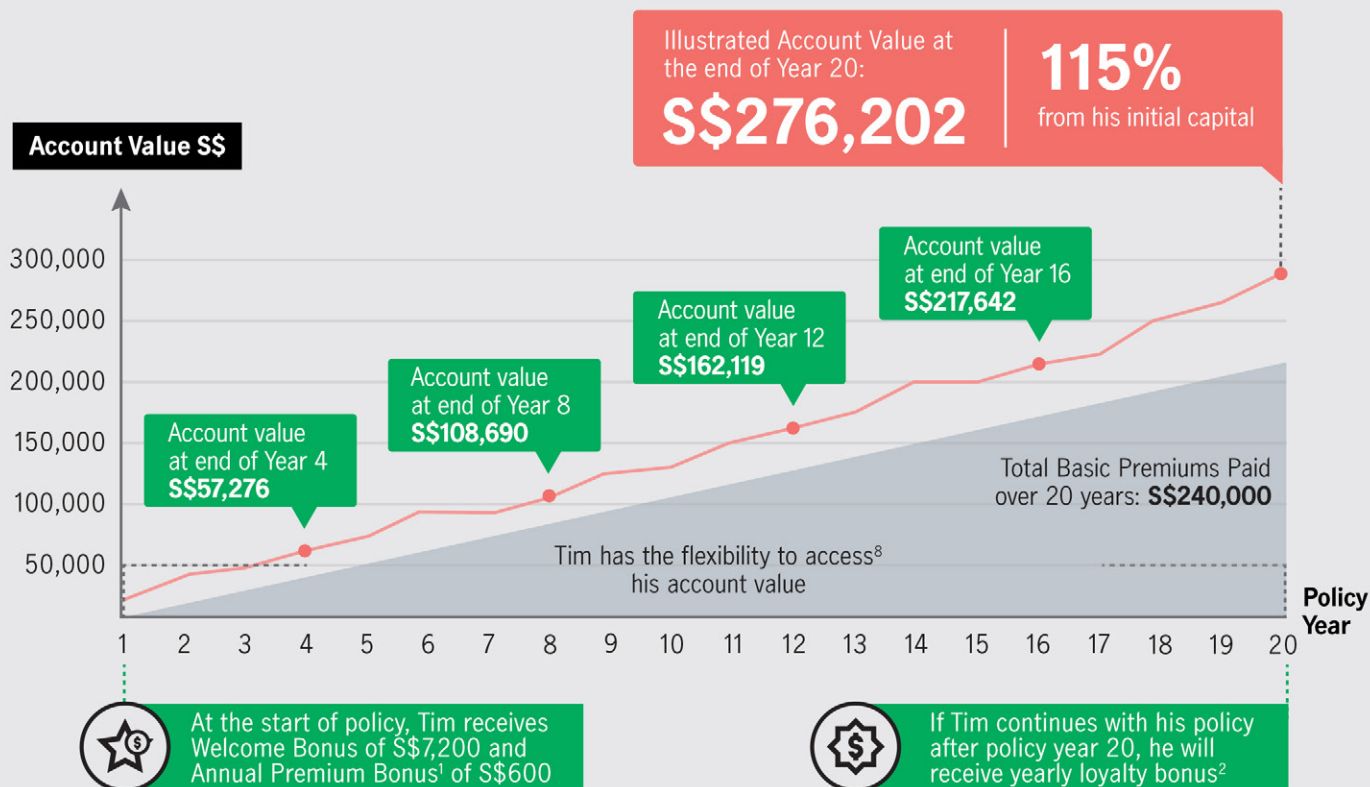 Illustrated Account Value at
the end of Year 20:
S$276,202
115%
from his initial capital
Account Value S$
300,000
250,000
200,000
150,000
100,000
50,000
Account value
at end of Year 4
S$57,276
Account value
at end of Year 8
S$108,690
Account value
at end of Year 12
S$162,119
Account value
at end of Year 16
S$217,642
Total Basic Premiums Paid
over 20 years: S$240,000
Tim has the flexibility to access⁸
his account value
Policy
Year
1 2 3 4 5 6 7 8 9 10 11 12 13 14 15 16 17 18 19 20
$
At the start of policy, Tim receives
Welcome Bonus of S$7,200 and
Annual Premium Bonus¹ of S$600
$
If Tim continues with his policy
after policy year 20, he will
receive yearly loyalty bonus²